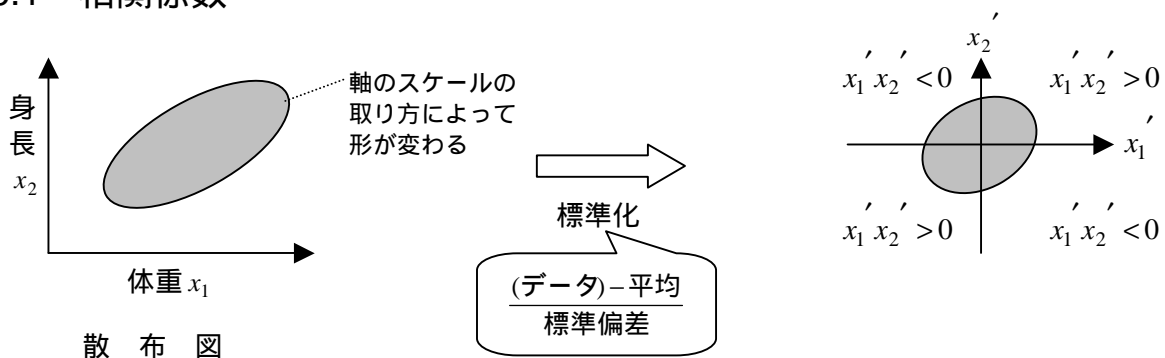 相関係数
身長
x₂
体重 x₁
散 布 図
軸のスケールの
取り方によって
形が変わる
標準化
(データ)−平均
標準偏差
x₂′
x₁′x₂′<0
x₁′x₂′>0
x₁′
x₁′x₂′>0
x₁′x₂′<0